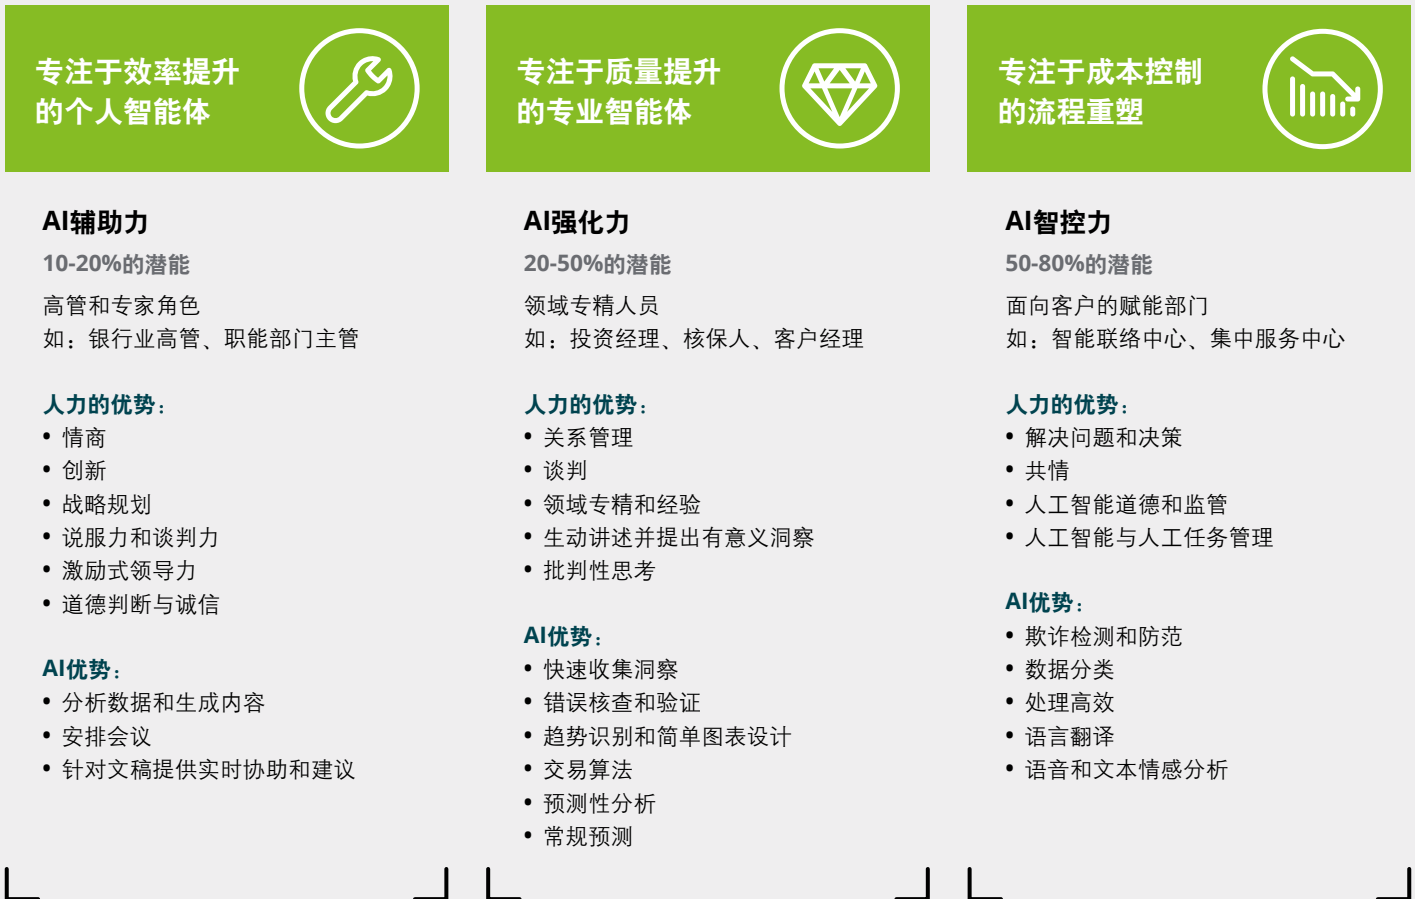 专注于效率提升
的个人智能体
AI辅助力
10-20%的潜能
高管和专家角色
如：银行业高管、职能部门主管
人力的优势：
• 情商
• 创新
• 战略规划
• 说服力和谈判力
• 激励式领导力
• 道德判断与诚信
AI优势：
• 分析数据和生成内容
• 安排会议
• 针对文稿提供实时协助和建议
专注于质量提升
的专业智能体
AI强化力
20-50%的潜能
领域专精人员
如：投资经理、核保人、客户经理
人力的优势：
• 关系管理
• 谈判
• 领域专精和经验
• 生动讲述并提出有意义洞察
• 批判性思考
AI优势：
• 快速收集洞察
• 错误核查和验证
• 趋势识别和简单图表设计
• 交易算法
• 预测性分析
• 常规预测
专注于成本控制
的流程重塑
AI智控力
50-80%的潜能
面向客户的赋能部门
如：智能联络中心、集中服务中心
人力的优势：
• 解决问题和决策
• 共情
• 人工智能道德和监管
• 人工智能与人工任务管理
AI优势：
• 欺诈检测和防范
• 数据分类
• 处理高效
• 语言翻译
• 语音和文本情感分析